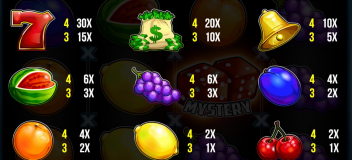 4 30X
3 15X
4 20X
3 10X
4 10X
3 5X
$
4 6X
3 3X
4 6X
3 3X
4 4X
3 2X
MYSTERY
4 4X
3 2X
4 2X
3 1X
4 2X
3 1X